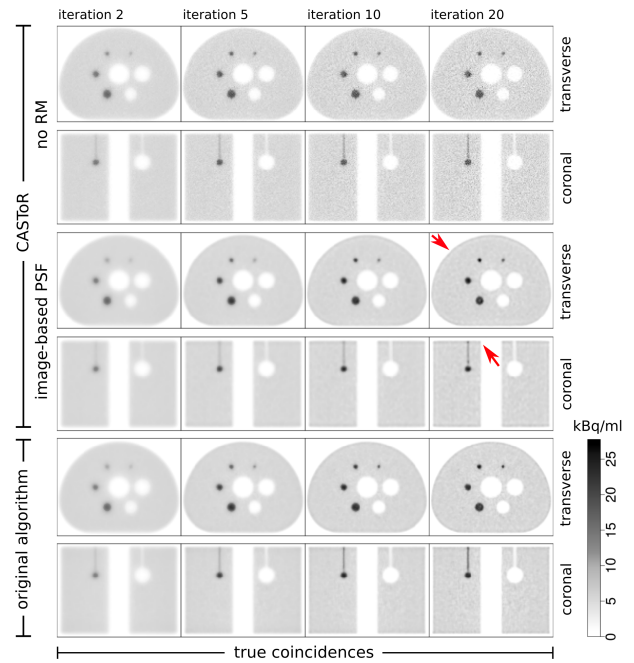 iteration 2
iteration 5
iteration 10
iteration 20
no RM
transverse
coronal
CASToR
image-based PSF
transverse
coronal
original algorithm
transverse
coronal
kBq/ml
25
20
15
10
5
0
true coincidences